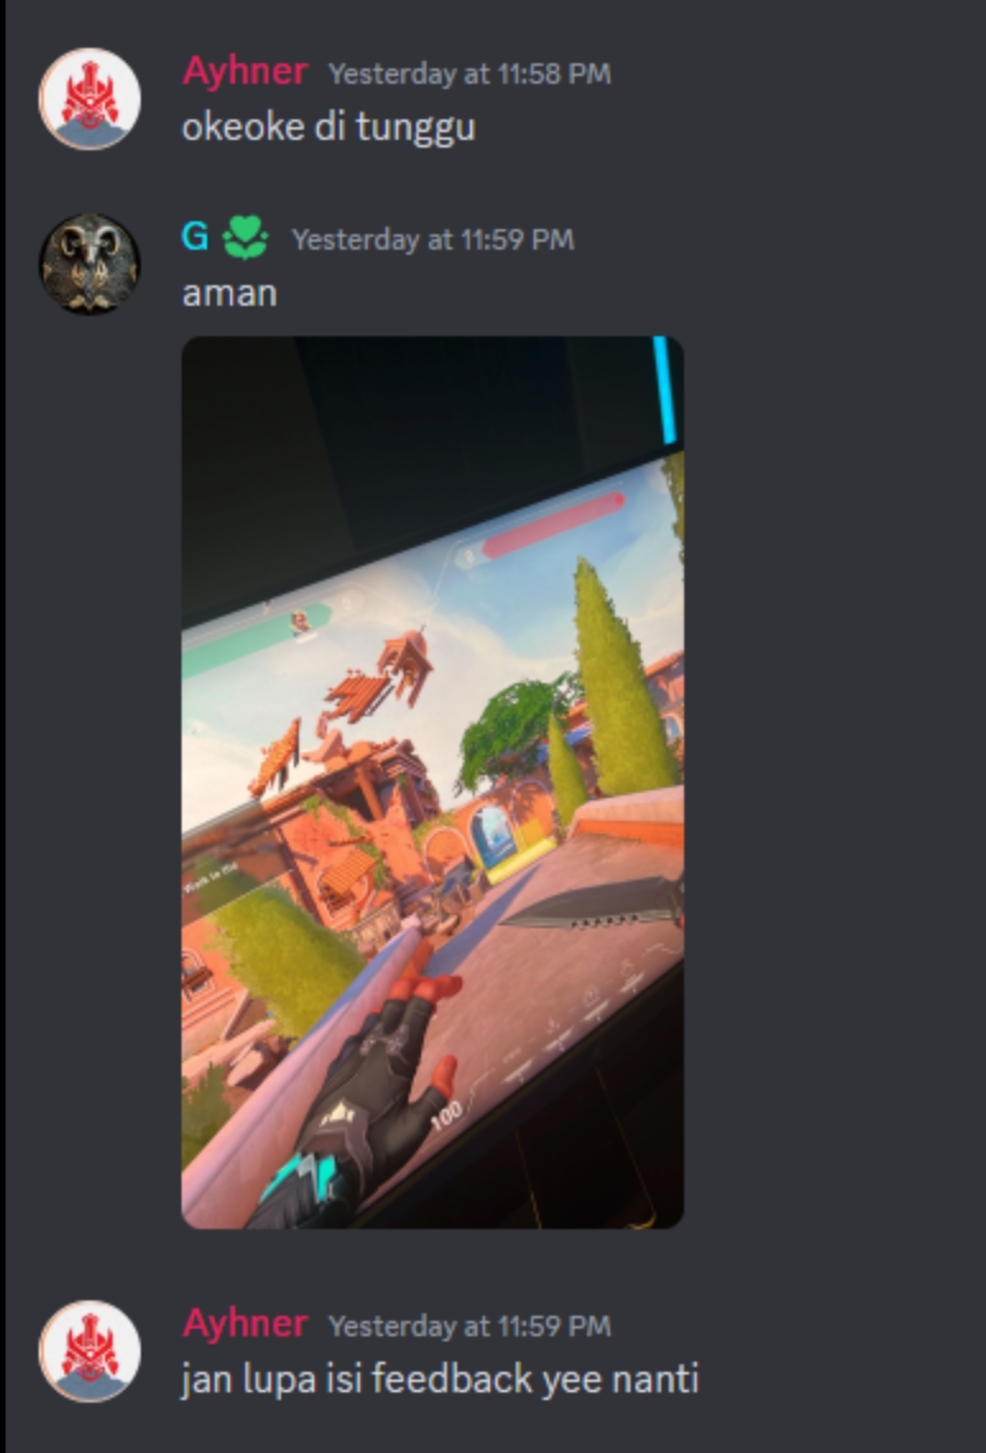 Ayhner Yesterday at 11:58 PM
okeoke di tunggu
G Yesterday at 11:59 PM
aman
100
Ayhner Yesterday at 11:59 PM
jan lupa isi feedback yee nanti